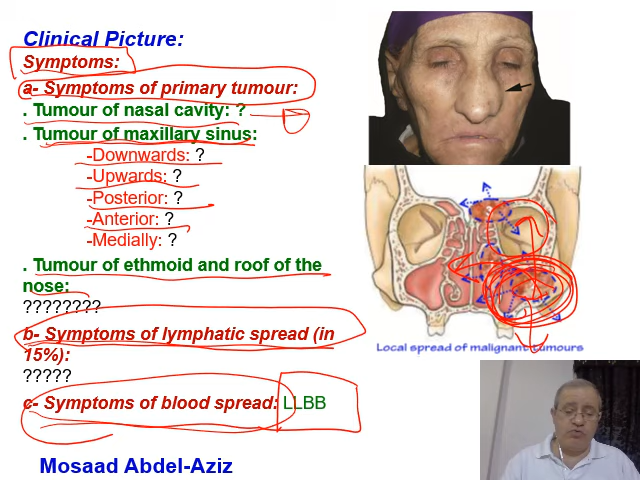 Clinical Picture:
Symptoms:
a- Symptoms of primary tumour:
. Tumour of nasal cavity: ?
. Tumour of maxillary sinus:
-Downwards: ?
-Upwards: ?
-Posterior: ?
-Anterior: ?
-Medially: ?
. Tumour of ethmoid and roof of the
nose:
????????
b- Symptoms of lymphatic spread (in
15%):
?????
c- Symptoms of blood spread: LLBB
Mosaad Abdel-Aziz
Local spread of malignant tumours